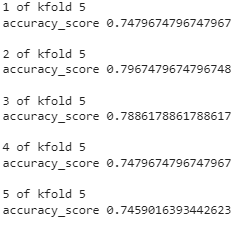 1 of kfold 5
accuracy_score 0.7479674796747967
2 of kfold 5
accuracy_score 0.7967479674796748
3 of kfold 5
accuracy_score 0.7886178861788617
4 of kfold 5
accuracy_score 0.7479674796747967
5 of kfold 5
accuracy_score 0.7459016393442623